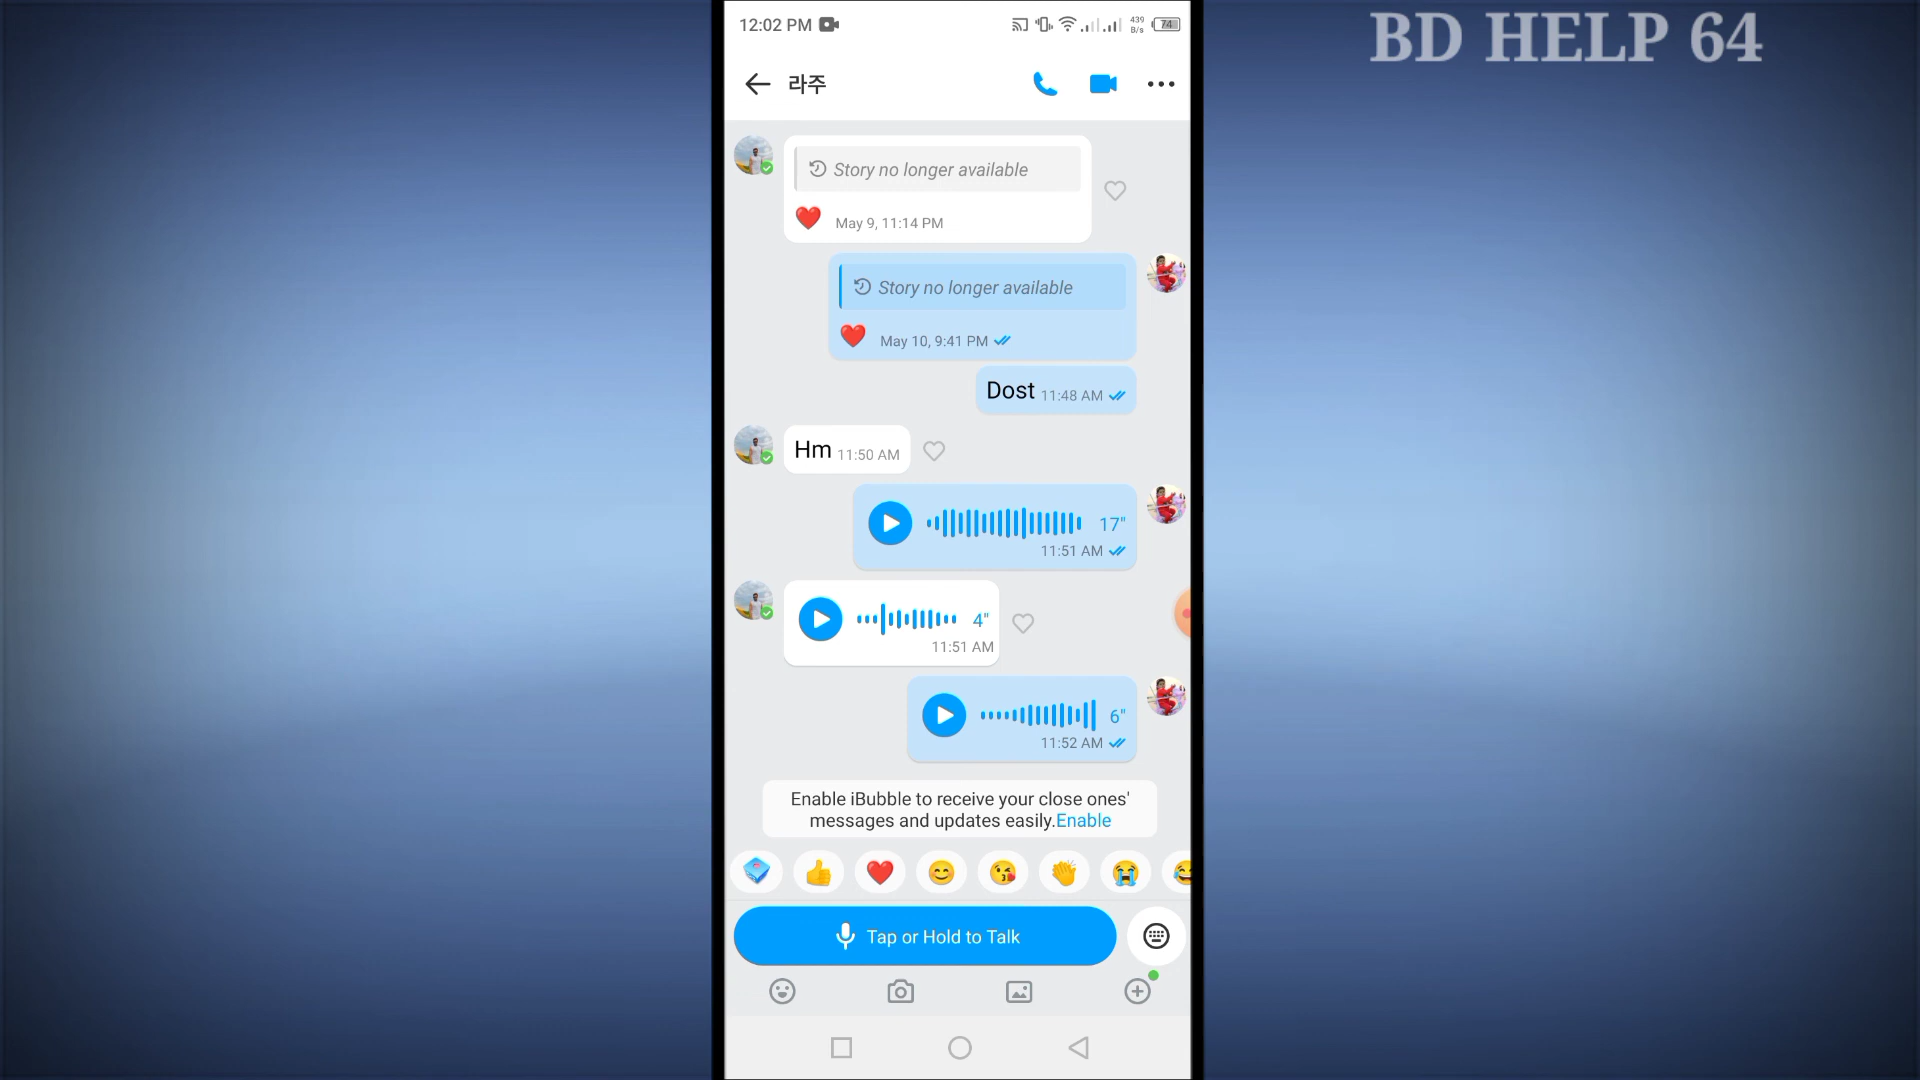 12:02 PM
439
B/s
74
BD HELP 64
라주
Story no longer available
May 9, 11:14 PM
Story no longer available
May 10, 9:41 PM
Dost 11:48 AM
Hm 11:50 AM
17"
11:51 AM
4"
11:51 AM
6"
11:52 AM
Enable iBubble to receive your close ones'
messages and updates easily.Enable
Tap or Hold to Talk